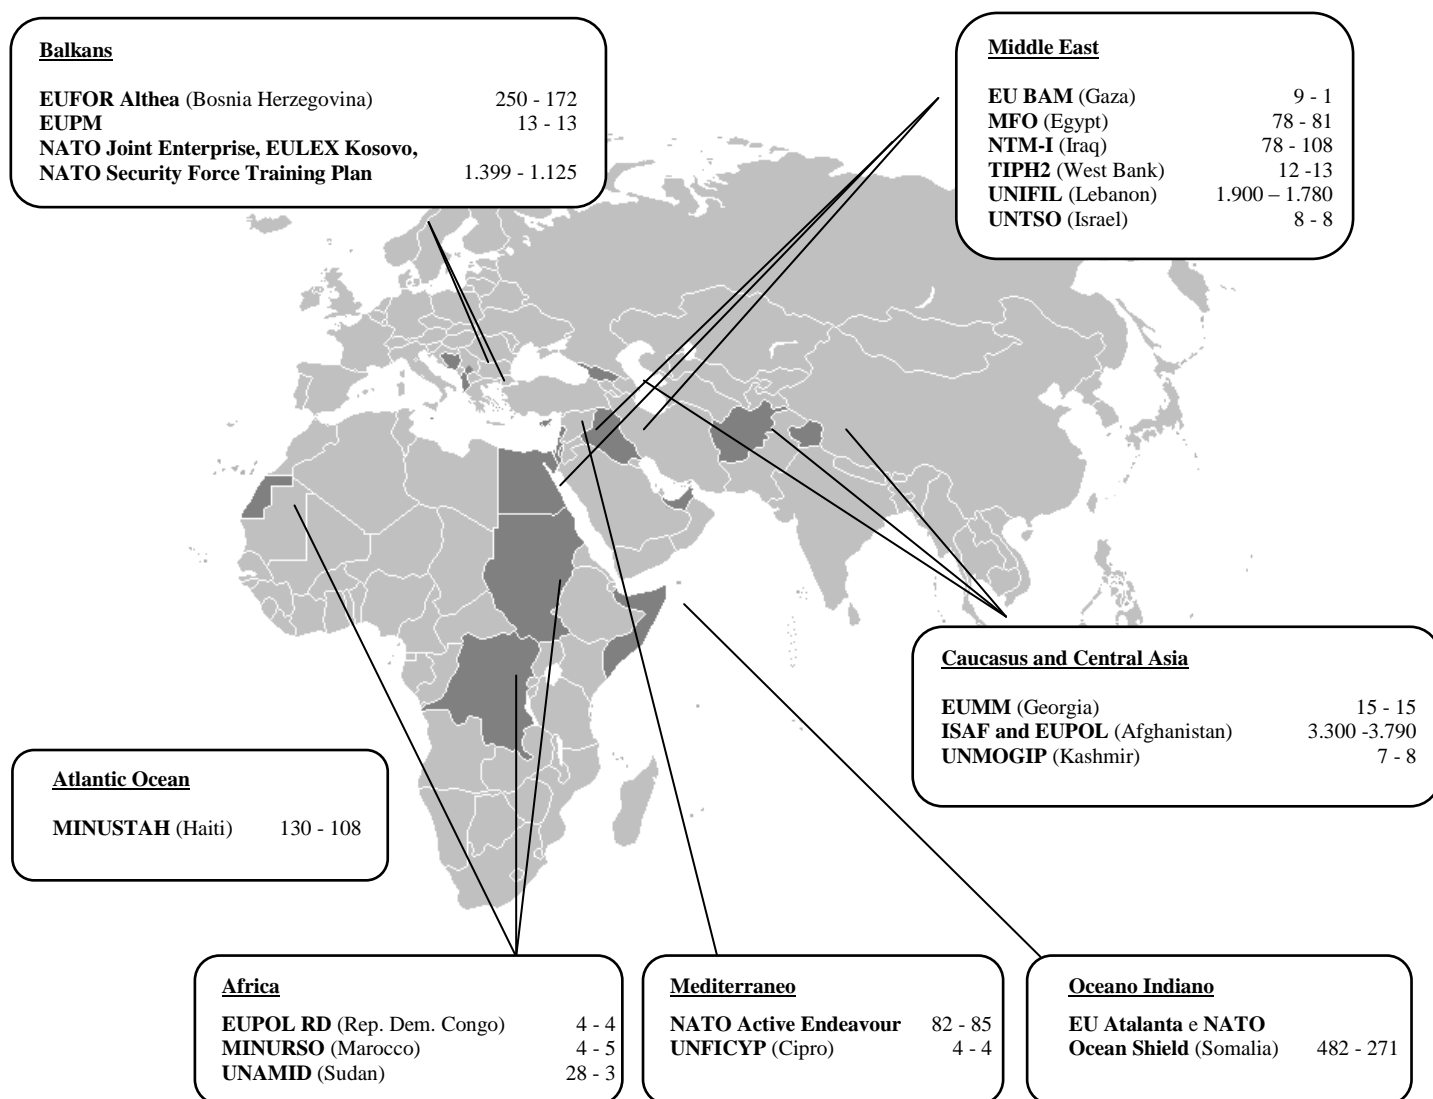 Balkans
EUFOR Althea (Bosnia Herzegovina) 250 - 172
EUPM 13 - 13
NATO Joint Enterprise, EULEX Kosovo,
NATO Security Force Training Plan 1.399 - 1.125
Middle East
EU BAM (Gaza) 9 - 1
MFO (Egypt) 78 - 81
NTM-I (Iraq) 78 - 108
TIPH2 (West Bank) 12 -13
UNIFIL (Lebanon) 1.900 – 1.780
UNTSO (Israel) 8 - 8
Caucasus and Central Asia
EUMM (Georgia) 15 - 15
ISAF and EUPOL (Afghanistan) 3.300 -3.790
UNMOGIP (Kashmir) 7 - 8
Atlantic Ocean
MINUSTAH (Haiti) 130 - 108
Africa
EUPOL RD (Rep. Dem. Congo) 4 - 4
MINURSO (Marocco) 4 - 5
UNAMID (Sudan) 28 - 3
Mediterraneo
NATO Active Endeavour 82 - 85
UNFICYP (Cipro) 4 - 4
Oceano Indiano
EU Atalanta e NATO
Ocean Shield (Somalia) 482 - 271